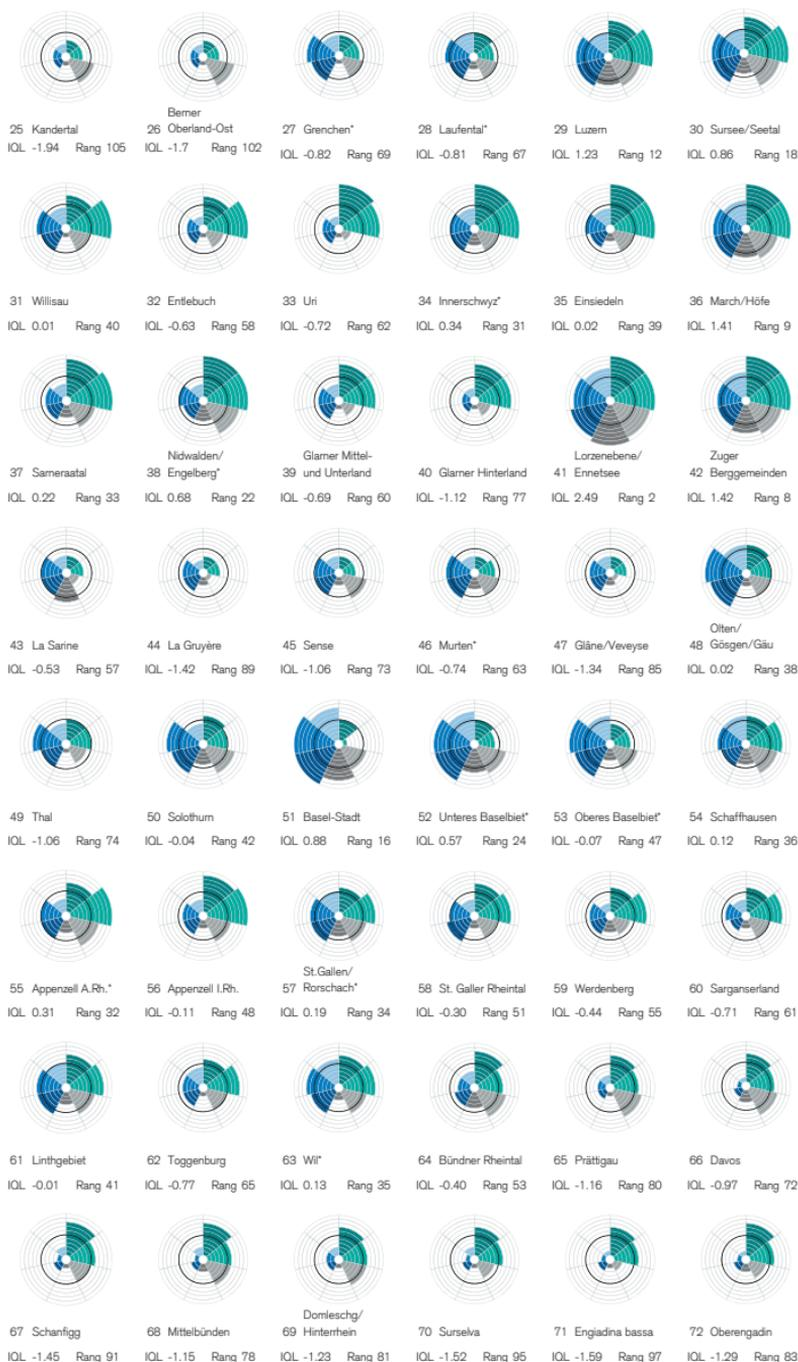 25 Kandertal
IQL -1.94 Rang 105
Berner
26 Oberland-Ost
IQL -1.7 Rang 102
27 Grenchen*
IQL -0.82 Rang 69
28 Laufental*
IQL -0.81 Rang 67
29 Luzern
IQL 1.23 Rang 12
30 Sursee/Seetal
IQL 0.86 Rang 18
31 Willisau
IQL 0.01 Rang 40
32 Entlebuch
IQL -0.63 Rang 58
33 Uri
IQL -0.72 Rang 62
34 Innerschwyz*
IQL 0.34 Rang 31
35 Einsiedeln
IQL 0.02 Rang 39
36 March/Höfe
IQL 1.41 Rang 9
37 Sarneraatal
IQL 0.22 Rang 33
Nidwalden/
38 Engelberg*
IQL 0.68 Rang 22
Glarner Mittel-
39 und Unterland
IQL -0.69 Rang 60
40 Glarner Hinterland
IQL -1.12 Rang 77
Lorzenebene/
41 Ennetsee
IQL 2.49 Rang 2
Zuger
42 Berggemeinden
IQL 1.42 Rang 8
43 La Sarine
IQL -0.53 Rang 57
44 La Gruyère
IQL -1.42 Rang 89
45 Sense
IQL -1.06 Rang 73
46 Murten*
IQL -0.74 Rang 63
47 Glâne/Veveyse
IQL -1.34 Rang 85
Olten/
48 Gösgen/Gäu
IQL 0.02 Rang 38
49 Thal
IQL -1.06 Rang 74
50 Solothurn
IQL -0.04 Rang 42
51 Basel-Stadt
IQL 0.88 Rang 16
52 Unteres Baselbiet*
IQL 0.57 Rang 24
53 Oberes Baselbiet*
IQL -0.07 Rang 47
54 Schaffhausen
IQL 0.12 Rang 36
55 Appenzell A.Rh.*
IQL 0.31 Rang 32
56 Appenzell I.Rh.
IQL -0.11 Rang 48
St.Gallen/
57 Rorschach*
IQL 0.19 Rang 34
58 St. Galler Rheintal
IQL -0.30 Rang 51
59 Werdenberg
IQL -0.44 Rang 55
60 Sarganserland
IQL -0.71 Rang 61
61 Linthgebiet
IQL -0.01 Rang 41
62 Toggenburg
IQL -0.77 Rang 65
63 Wil*
IQL 0.13 Rang 35
64 Bündner Rheintal
IQL -0.40 Rang 53
65 Prättigau
IQL -1.16 Rang 80
66 Davos
IQL -0.97 Rang 72
67 Schanfigg
IQL -1.45 Rang 91
68 Mittelbünden
IQL -1.15 Rang 78
Domleschg/
69 Hinterrhein
IQL -1.23 Rang 81
70 Surselva
IQL -1.52 Rang 95
71 Engiadina bassa
IQL -1.59 Rang 97
72 Oberengadin
IQL -1.29 Rang 83